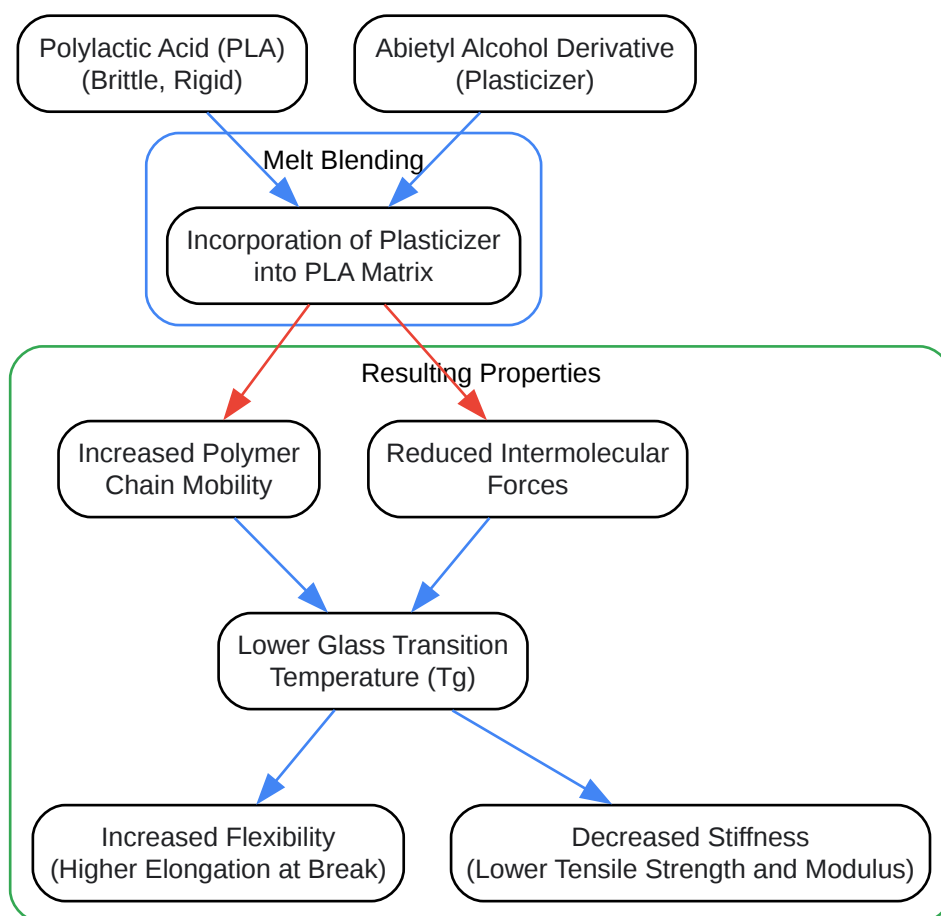 Polylactic Acid (PLA)
(Brittle, Rigid)
Abietyl Alcohol Derivative
(Plasticizer)
Melt Blending
Incorporation of Plasticizer
into PLA Matrix
Resulting Properties
Increased Polymer
Chain Mobility
Reduced Intermolecular
Forces
Lower Glass Transition
Temperature (Tg)
Increased Flexibility
(Higher Elongation at Break)
Decreased Stiffness
(Lower Tensile Strength and Modulus)